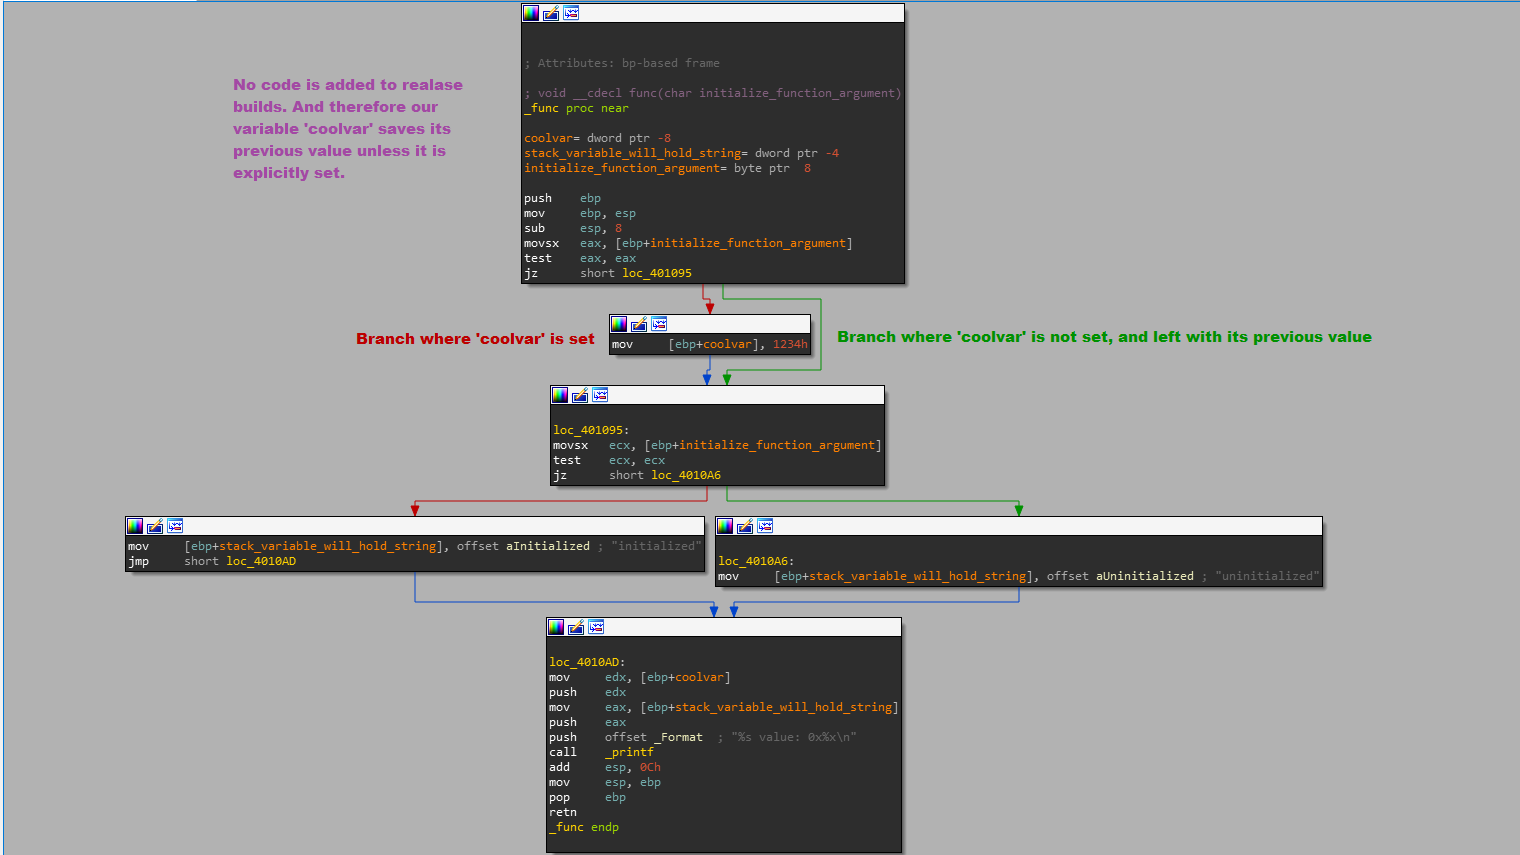 ; Attributes: bp-based frame
; void __cdecl func(char initialize_function_argument)
_func proc near
coolvar= dword ptr -8
stack_variable_will_hold_string= dword ptr -4
initialize_function_argument= byte ptr  8
push    ebp
mov     ebp, esp
sub     esp, 8
movsx   eax, [ebp+initialize_function_argument]
test    eax, eax
jz      short loc_401095
No code is added to realase
builds. And therefore our
variable 'coolvar' saves its
previous value unless it is
explicitly set.
Branch where 'coolvar' is set
mov     [ebp+coolvar], 1234h
Branch where 'coolvar' is not set, and left with its previous value
loc_401095:
movsx   ecx, [ebp+initialize_function_argument]
test    ecx, ecx
jz      short loc_4010A6
mov     [ebp+stack_variable_will_hold_string], offset aInitialized ; "initialized"
jmp     short loc_4010AD
loc_4010A6:
mov     [ebp+stack_variable_will_hold_string], offset aUninitialized ; "uninitialized"
loc_4010AD:
mov     edx, [ebp+coolvar]
push    edx
mov     eax, [ebp+stack_variable_will_hold_string]
push    eax
push    offset _Format  ; "%s value: 0x%x\n"
call    _printf
add     esp, 0Ch
mov     esp, ebp
pop     ebp
retn
_func endp